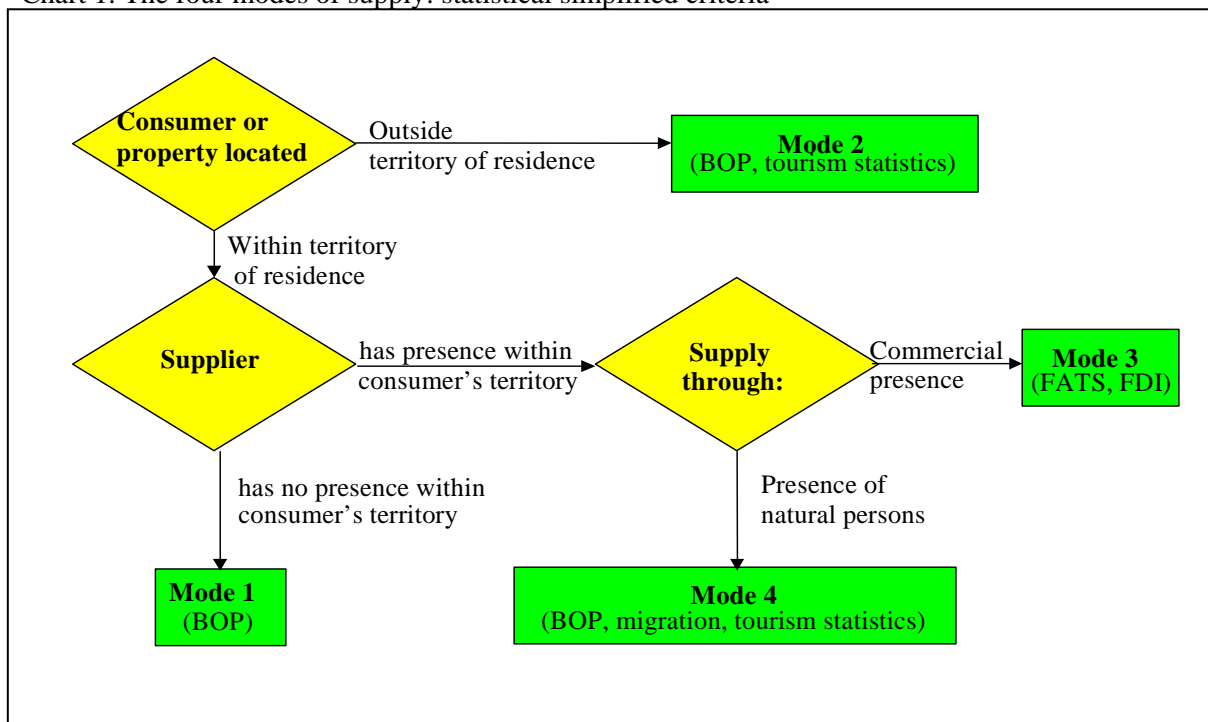 Chart 1: The four modes of supply: statistical simplified criteria
Consumer or
property located
Outside
territory of residence
Mode 2
(BOP, tourism statistics)
Within territory
of residence
Supplier
has presence within
consumer's territory
Supply
through:
Commercial
presence
Mode 3
(FATS, FDI)
has no presence within
consumer's territory
Presence of
natural persons
Mode 1
(BOP)
Mode 4
(BOP, migration, tourism statistics)